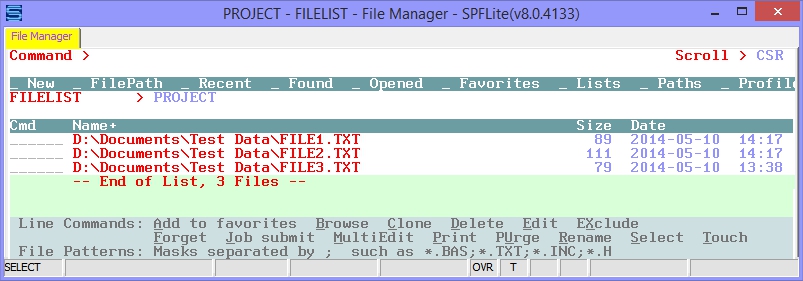 PROJECT - FILELIST - File Manager - SPFLite(v8.0.4133)
File Manager
Command > Scroll > CSR
_ New _ FilePath _ Recent _ Found _ Opened _ Favorites _ Lists _ Paths _ Profile
FILELIST > PROJECT
Cmd Name+ Size Date
______ D:\Documents\Test Data\FILE1.TXT 89 2014-05-10 14:17
______ D:\Documents\Test Data\FILE2.TXT 111 2014-05-10 14:17
______ D:\Documents\Test Data\FILE3.TXT 79 2014-05-10 13:38
-- End of List, 3 Files --
Line Commands: Add to favorites Browse Clone Delete Edit EXclude
Forget Job submit MultiEdit Print PUrge Rename Select Touch
File Patterns: Masks separated by ; such as *.BAS;*.TXT;*.INC;*.H
SELECT OVR T